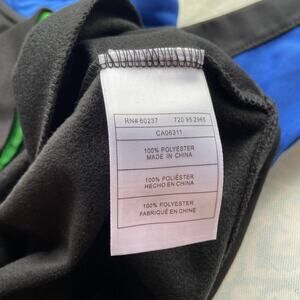 RN# 60237 720 95 2968
CA06311
100% POLYESTER
MADE IN CHINA
100% POLIÉSTER
HECHO EN CHINA
100% POLYESTER
FABRIQUÉ EN CHINE